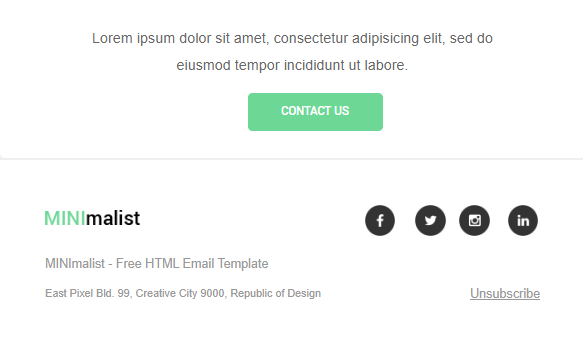 Lorem ipsum dolor sit amet, consectetur adipisicing elit, sed do
eiusmod tempor incididunt ut labore.
CONTACT US
MINImalist
MINImalist - Free HTML Email Template
East Pixel Bld. 99, Creative City 9000, Republic of Design
Unsubscribe